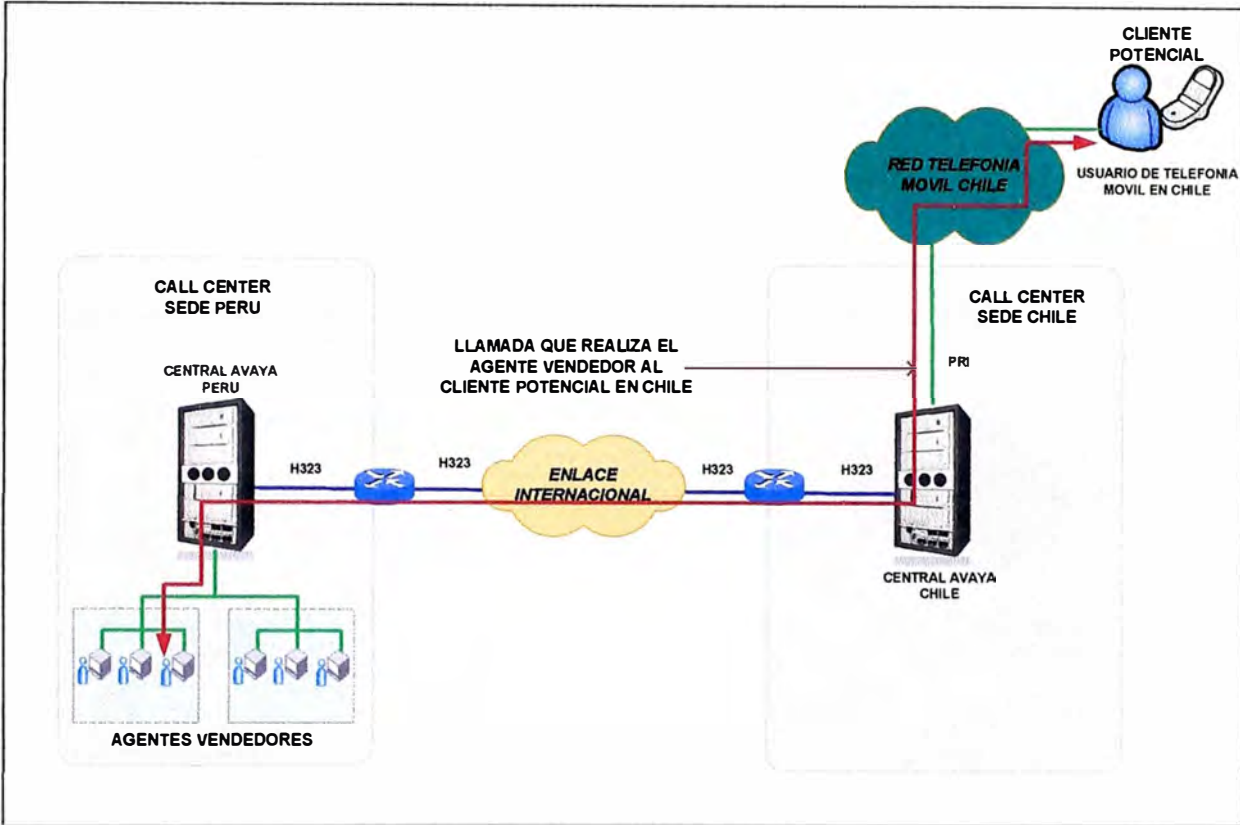 CLIENTE
POTENCIAL
RED TELEFONIA
MOVIL CHILE
USUARIO DE TELEFONIA
MOVIL EN CHILE
CALL CENTER
SEDE PERU
CALL CENTER
SEDE CHILE
LLAMADA QUE REALIZA EL
AGENTE VENDEDOR AL
CLIENTE POTENCIAL EN CHILE
PRI
CENTRAL AVAYA
PERU
H323
H323
ENLACE
INTERNACIONAL
H323
H323
CENTRAL AVAYA
CHILE
AGENTES VENDEDORES